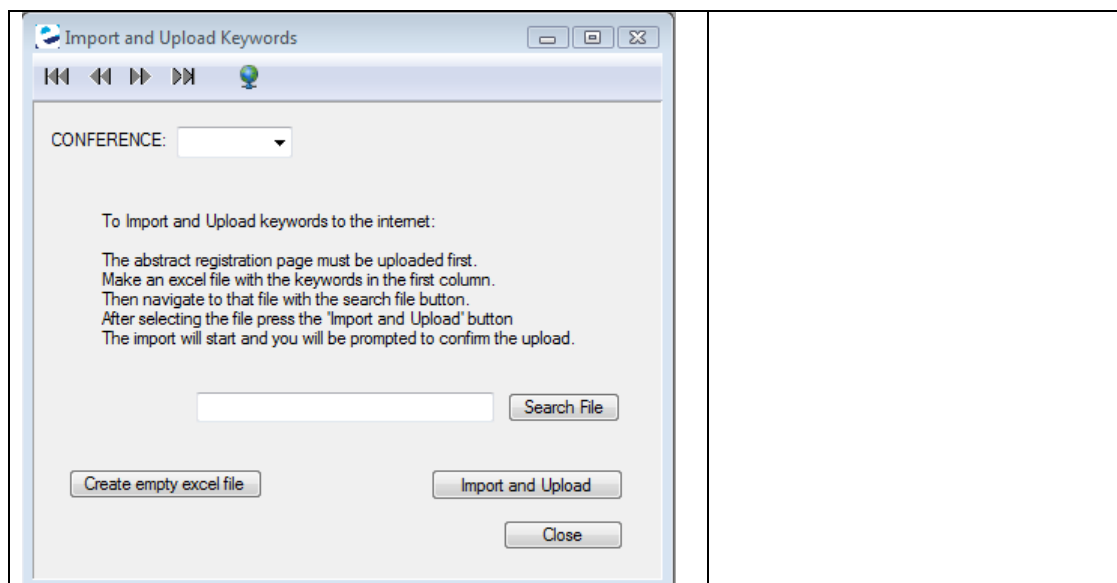 Import and Upload Keywords
CONFERENCE:
To Import and Upload keywords to the internet:
The abstract registration page must be uploaded first.
Make an excel file with the keywords in the first column.
Then navigate to that file with the search file button.
After selecting the file press the 'Import and Upload' button
The import will start and you will be prompted to confirm the upload.
Search File
Create empty excel file
Import and Upload
Close